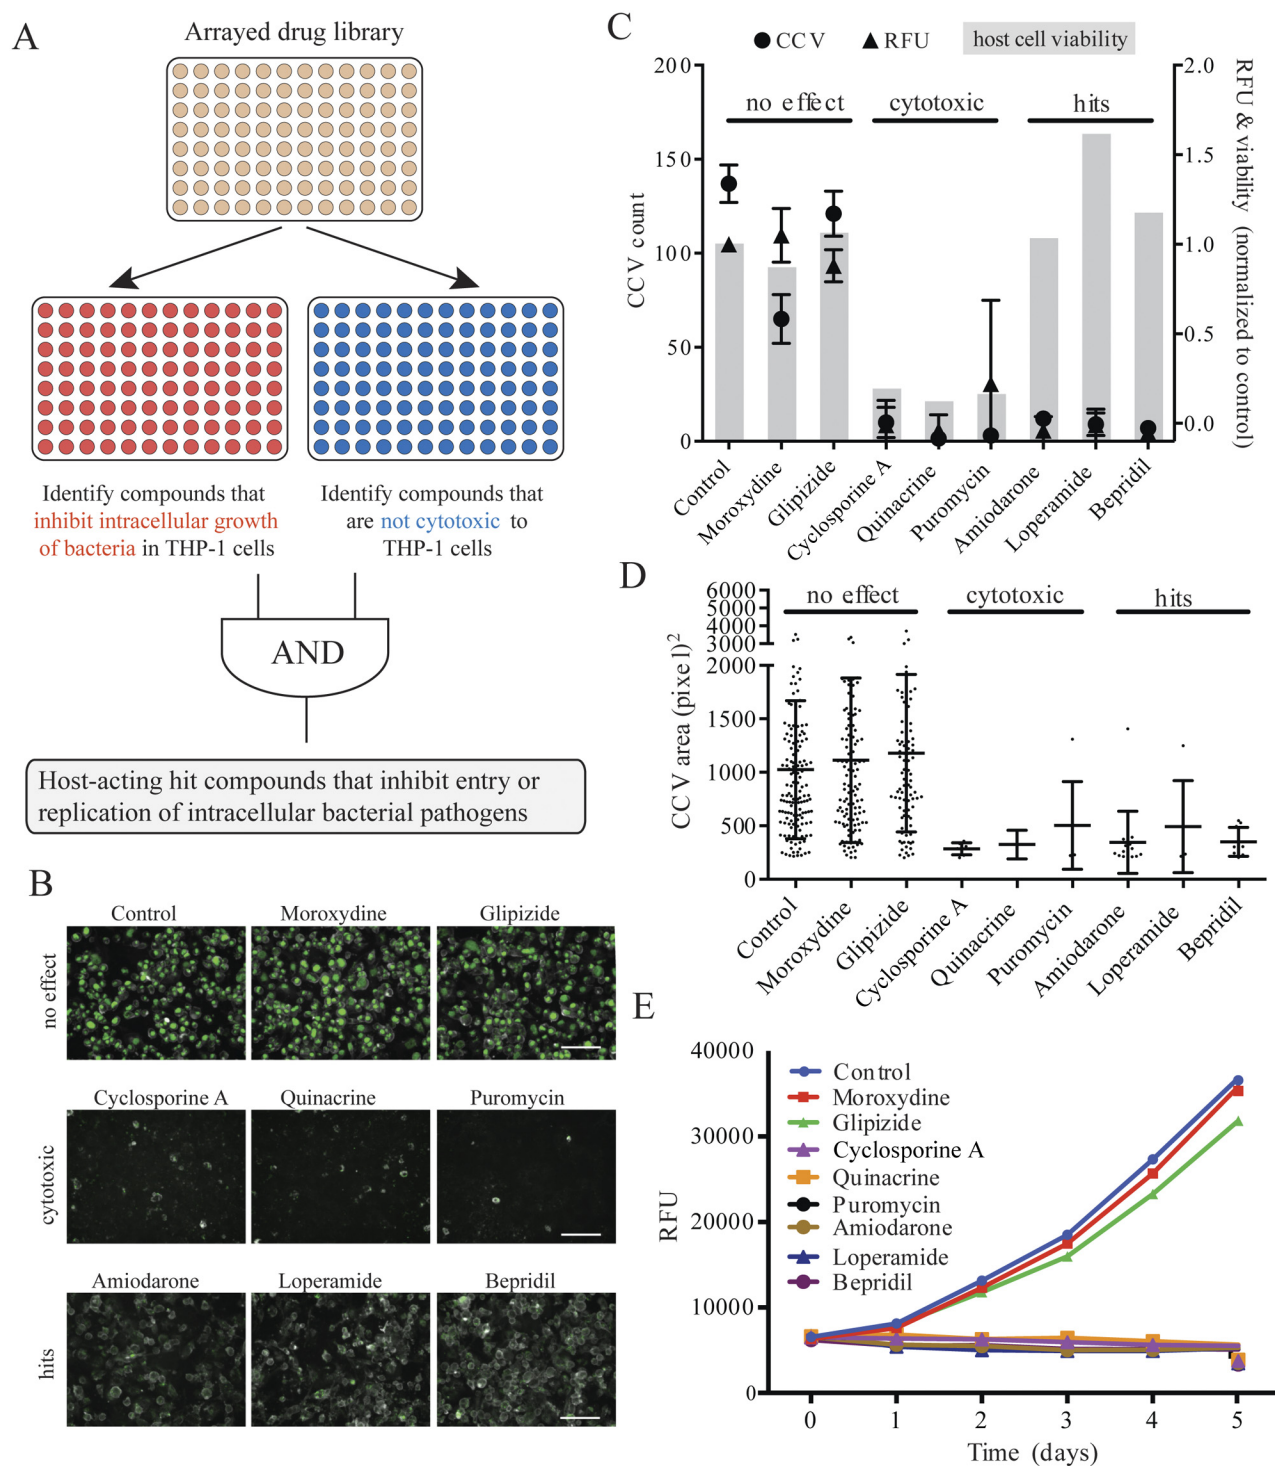 A
Arrayed drug library
Identify compounds that
inhibit intracellular growth
of bacteria in THP-1 cells
Identify compounds that
are not cytotoxic to
THP-1 cells
AND
Host-acting hit compounds that inhibit entry or
replication of intracellular bacterial pathogens
B
Control
Moroxydine
Glipizide
no effect
Cyclosporine A
Quinacrine
Puromycin
cytotoxic
Amiodarone
Loperamide
Bepridil
hits
C
CCV
RFU
host cell viability
200
150
100
50
0
CCV count
2.0
1.5
1.0
0.5
0.0
RFU & viability (normalized to control)
no effect
cytotoxic
hits
Control
Moroxydine
Glipizide
Cyclosporine A
Quinacrine
Puromycin
Amiodarone
Loperamide
Bepridil
D
6000
5000
4000
3000
2000
1500
1000
500
0
CCV area (pixel)²
no effect
cytotoxic
hits
Control
Moroxydine
Glipizide
Cyclosporine A
Quinacrine
Puromycin
Amiodarone
Loperamide
Bepridil
E
40000
30000
20000
10000
0
RFU
Control
Moroxydine
Glipizide
Cyclosporine A
Quinacrine
Puromycin
Amiodarone
Loperamide
Bepridil
0 1 2 3 4 5
Time (days)